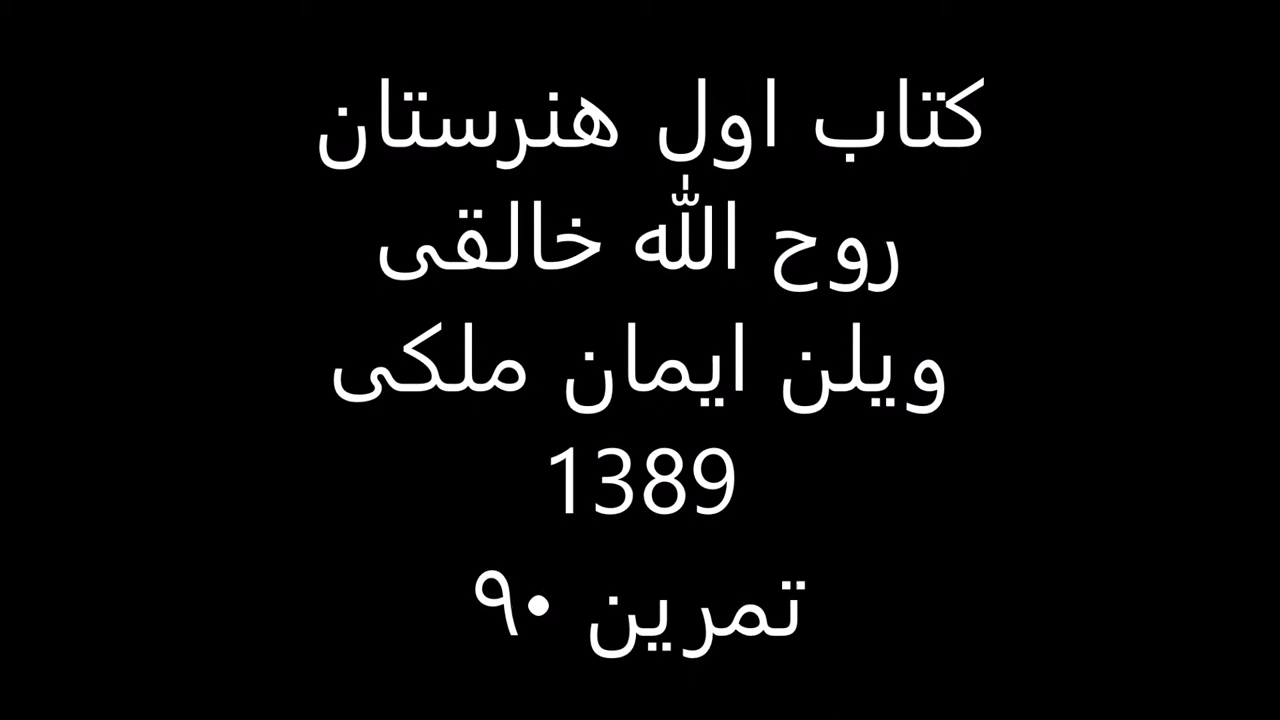 کتاب اول هنرستان
روح الله خالقی
ویلن ایمان ملکی
1389
تمرین ۹۰